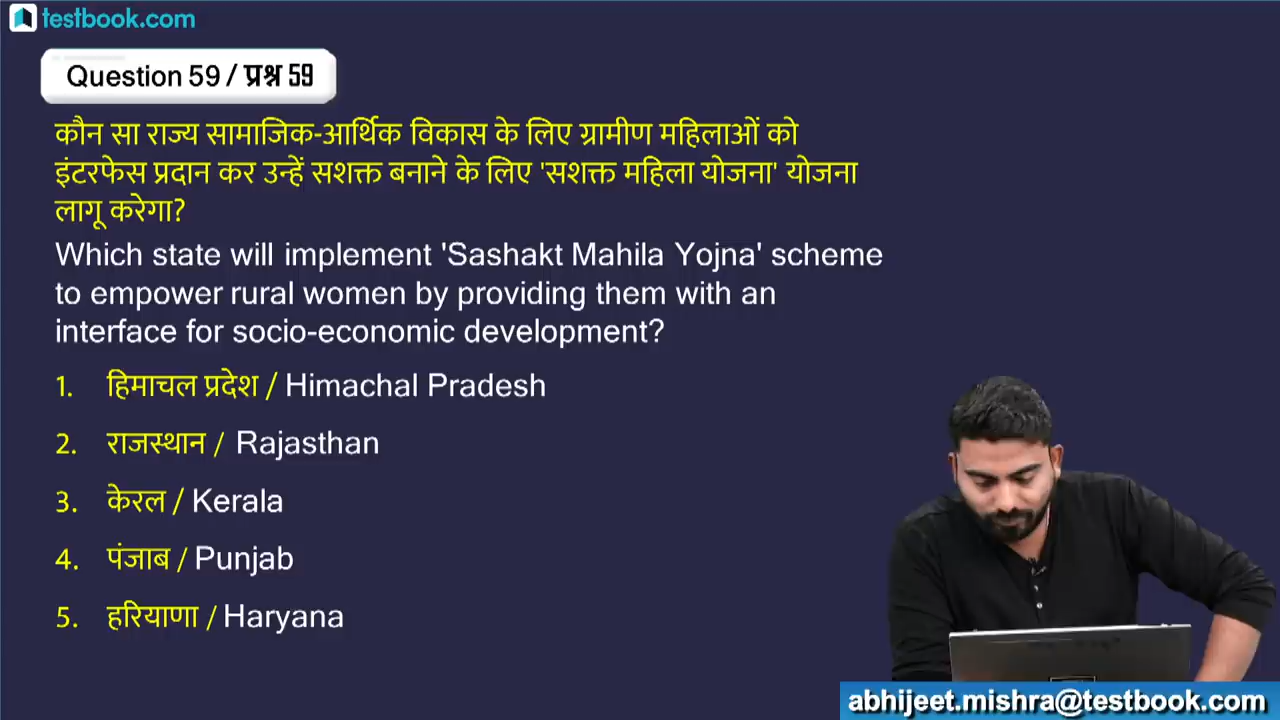 testbook.com
Question 59 / प्रश्न 59
कौन सा राज्य सामाजिक-आर्थिक विकास के लिए ग्रामीण महिलाओं को
इंटरफेस प्रदान कर उन्हें सशक्त बनाने के लिए 'सशक्त महिला योजना' योजना
लागू करेगा?
Which state will implement 'Sashakt Mahila Yojna' scheme
to empower rural women by providing them with an
interface for socio-economic development?
1. हिमाचल प्रदेश / Himachal Pradesh
2. राजस्थान / Rajasthan
3. केरल / Kerala
4. पंजाब / Punjab
5. हरियाणा / Haryana
abhijeet.mishra@testbook.com